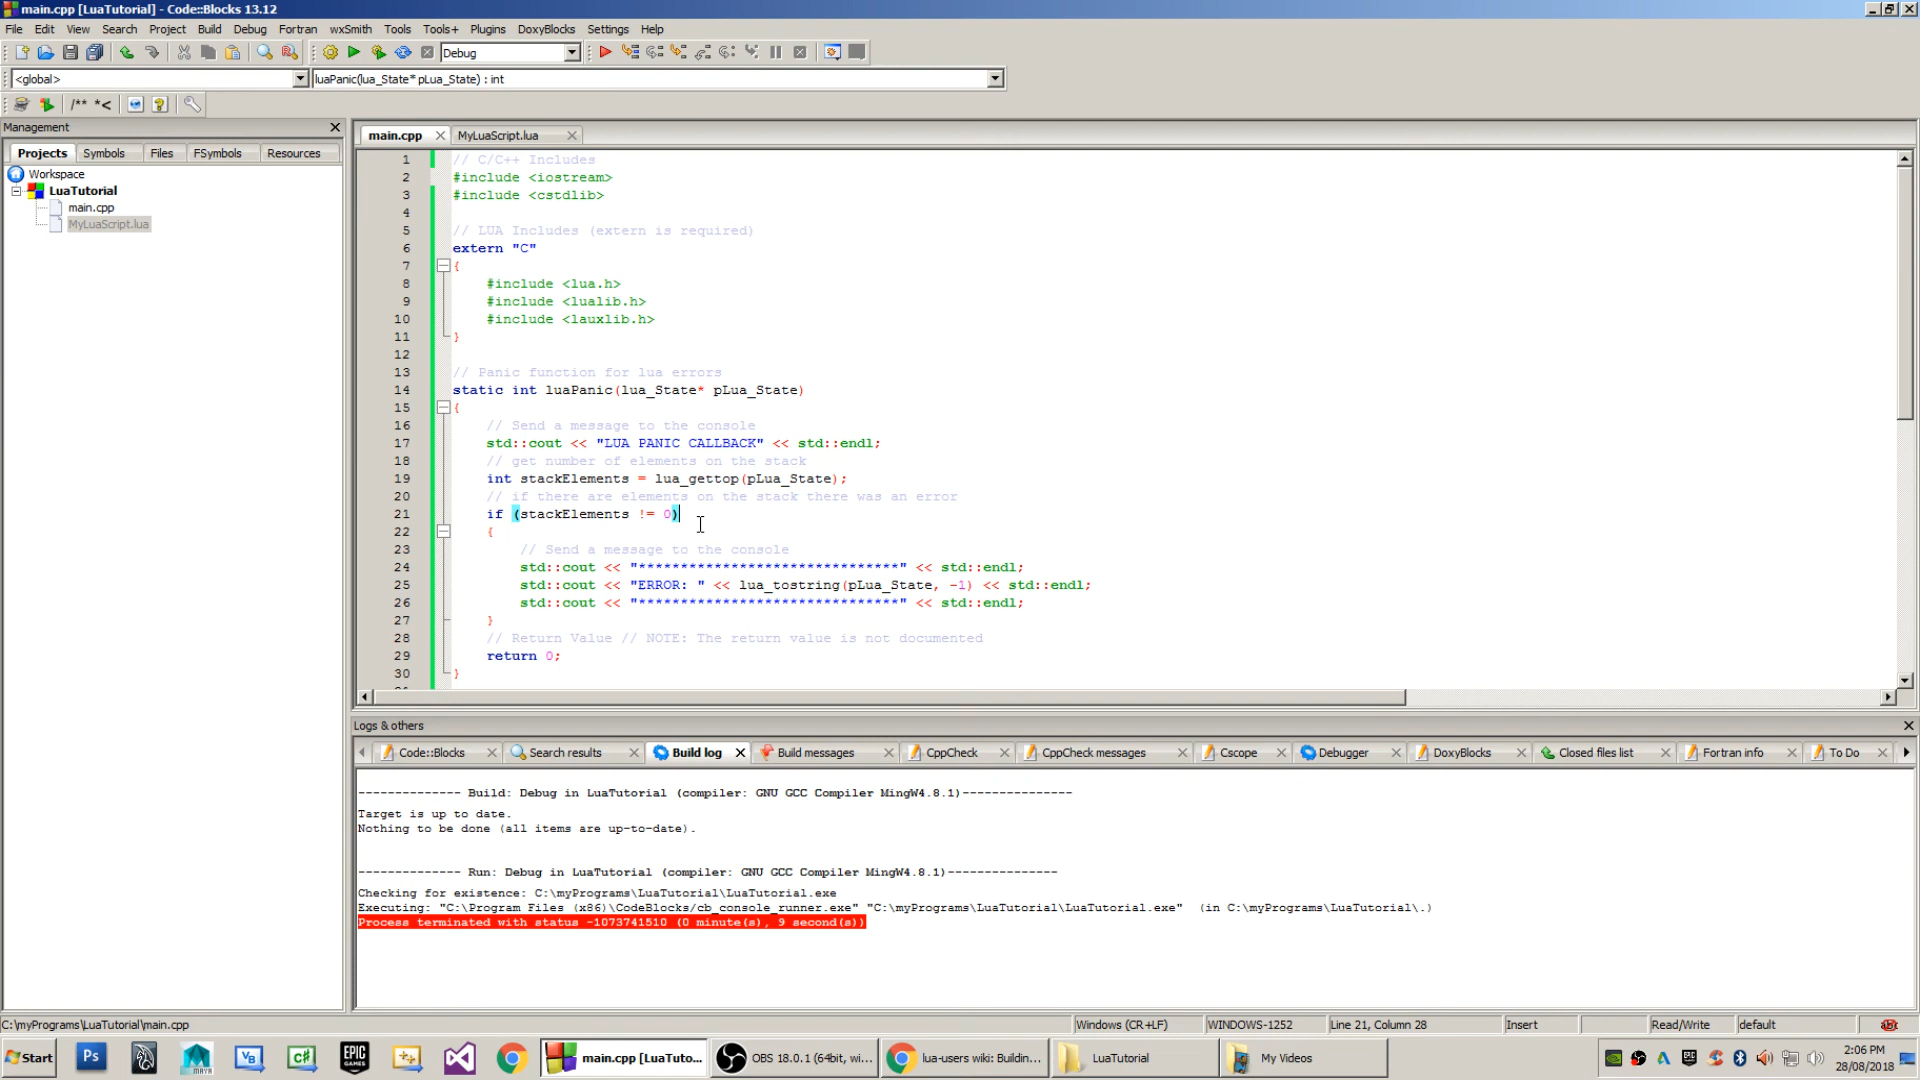 main.cpp [LuaTutorial] - Code::Blocks 13.12
File Edit View Search Project Build Debug Fortran wxSmith Tools Tools+ Plugins DoxyBlocks Settings Help
Debug
<global> luaPanic(lua_State* pLua_State) : int
/** *<
Management
main.cpp MyLuaScript.lua
Projects Symbols Files FSymbols Resources
Workspace
LuaTutorial
main.cpp
MyLuaScript.lua
1 // C/C++ Includes
2 #include <iostream>
3 #include <cstdlib>
4
5 // LUA Includes (extern is required)
6 extern "C"
7 {
8 #include <lua.h>
9 #include <lualib.h>
10 #include <lauxlib.h>
11 }
12
13 // Panic function for lua errors
14 static int luaPanic(lua_State* pLua_State)
15 {
16 // Send a message to the console
17 std::cout << "LUA PANIC CALLBACK" << std::endl;
18 // get number of elements on the stack
19 int stackElements = lua_gettop(pLua_State);
20 // if there are elements on the stack there was an error
21 if (stackElements != 0)
22 {
23 // Send a message to the console
24 std::cout << "*******************************" << std::endl;
25 std::cout << "ERROR: " << lua_tostring(pLua_State, -1) << std::endl;
26 std::cout << "*******************************" << std::endl;
27 }
28 // Return Value // NOTE: The return value is not documented
29 return 0;
30 }
Logs & others
Code::Blocks Search results Build log Build messages CppCheck CppCheck messages Cscope Debugger DoxyBlocks Closed files list Fortran info To Do
-------------- Build: Debug in LuaTutorial (compiler: GNU GCC Compiler MingW4.8.1)---------------
Target is up to date.
Nothing to be done (all items are up-to-date).
-------------- Run: Debug in LuaTutorial (compiler: GNU GCC Compiler MingW4.8.1)---------------
Checking for existence: C:\myPrograms\LuaTutorial\LuaTutorial.exe
Executing: "C:\Program Files (x86)\CodeBlocks/cb_console_runner.exe" "C:\myPrograms\LuaTutorial\LuaTutorial.exe"  (in C:\myPrograms\LuaTutorial\.)
Process terminated with status -1073741510 (0 minute(s), 9 second(s))
C:\myPrograms\LuaTutorial\main.cpp Windows (CR+LF) WINDOWS-1252 Line 21, Column 28 Insert Read/Write default abc
Start Ps MAYA VB C# EPIC GAMES main.cpp [LuaTuto... OBS 18.0.1 (64bit, wi... lua-users wiki: Buildin... LuaTutorial My Videos 2:06 PM
28/08/2018